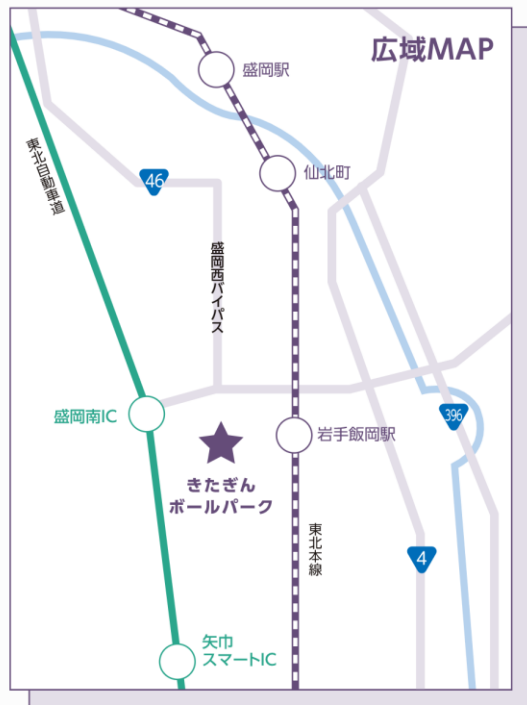 広域MAP
盛岡駅
仙北町
46
東北自動車道
盛岡西バイパス
盛岡南IC
396
岩手飯岡駅
きたぎん
ボールパーク
東北本線
4
矢巾
スマートIC